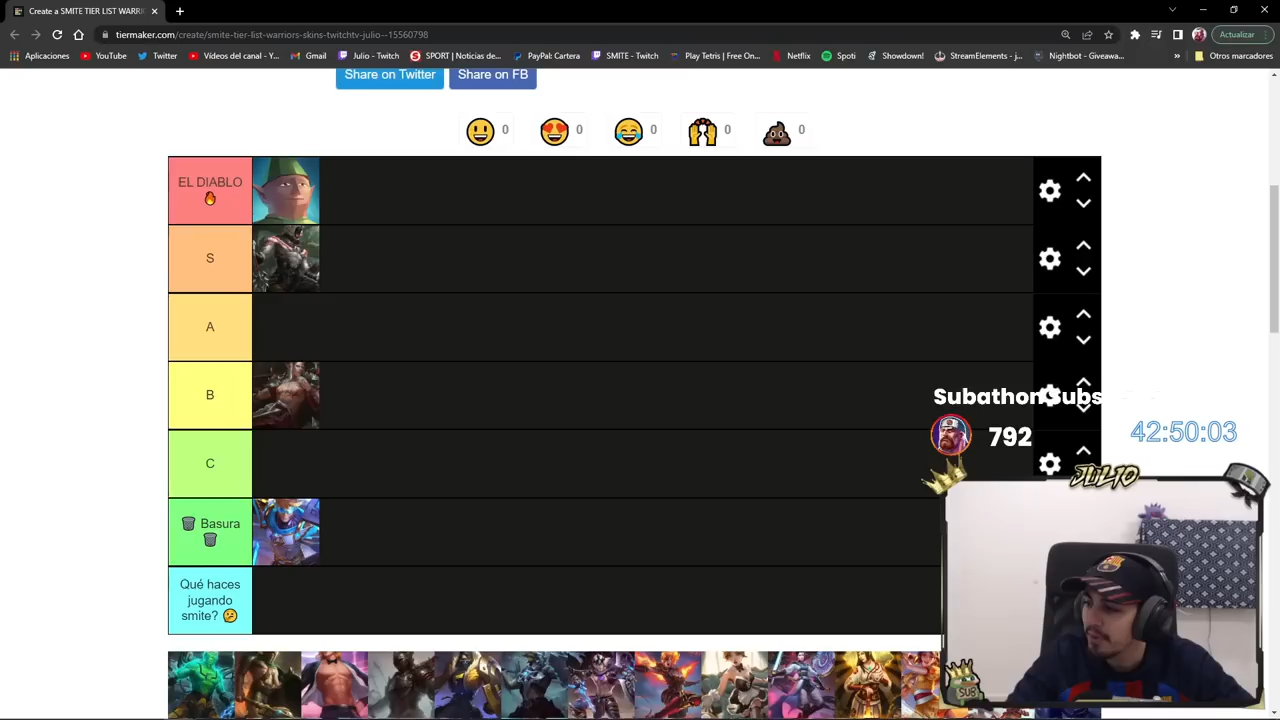 Create a SMITE TIER LIST WARRI
tiermaker.com/create/smite-tier-list-warriors-skins-twitchtv-julio--15560798
Actualizar
Aplicaciones
YouTube
Twitter
Vídeos del canal - Y...
Gmail
Julio - Twitch
SPORT | Noticias de...
PayPal Cartera
SMITE - Twitch
Play Tetris | Free On...
Netflix
Spoti
Showdown!
StreamElements - j...
Nightbot - Giveawa...
»
Otros marcadores
Share on Twitter
Share on FB
0
0
0
0
0
EL DIABLO
🔥
S
A
B
C
🗑 Basura
🗑
Qué haces
jugando
smite? 🤔
Subathon Subs
792
42:50:03
JUL10
SUB